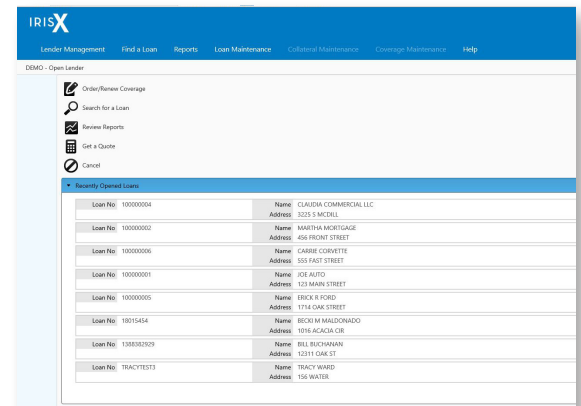 IRISX
Lender Management Find a Loan Reports Loan Maintenance Collateral Maintenance Coverage Maintenance Help
DEMO - Open Lender
Order/Renew Coverage
Search for a Loan
Review Reports
Get a Quote
Cancel
Recently Opened Loans
Loan No 100000004 Name CLAUDIA COMMERCIAL LLC
Address 3225 S MCDILL
Loan No 100000002 Name MARTHA MORTGAGE
Address 456 FRONT STREET
Loan No 100000006 Name CARRIE CORVETTE
Address 555 FAST STREET
Loan No 100000001 Name JOE AUTO
Address 123 MAIN STREET
Loan No 100000005 Name ERICK R FORD
Address 1714 OAK STREET
Loan No 18015454 Name BECKI M MALDONADO
Address 1016 ACACIA CIR
Loan No 1388382929 Name BILL BUCHANAN
Address 12311 OAK ST
Loan No TRACYTEST3 Name TRACY WARD
Address 156 WATER